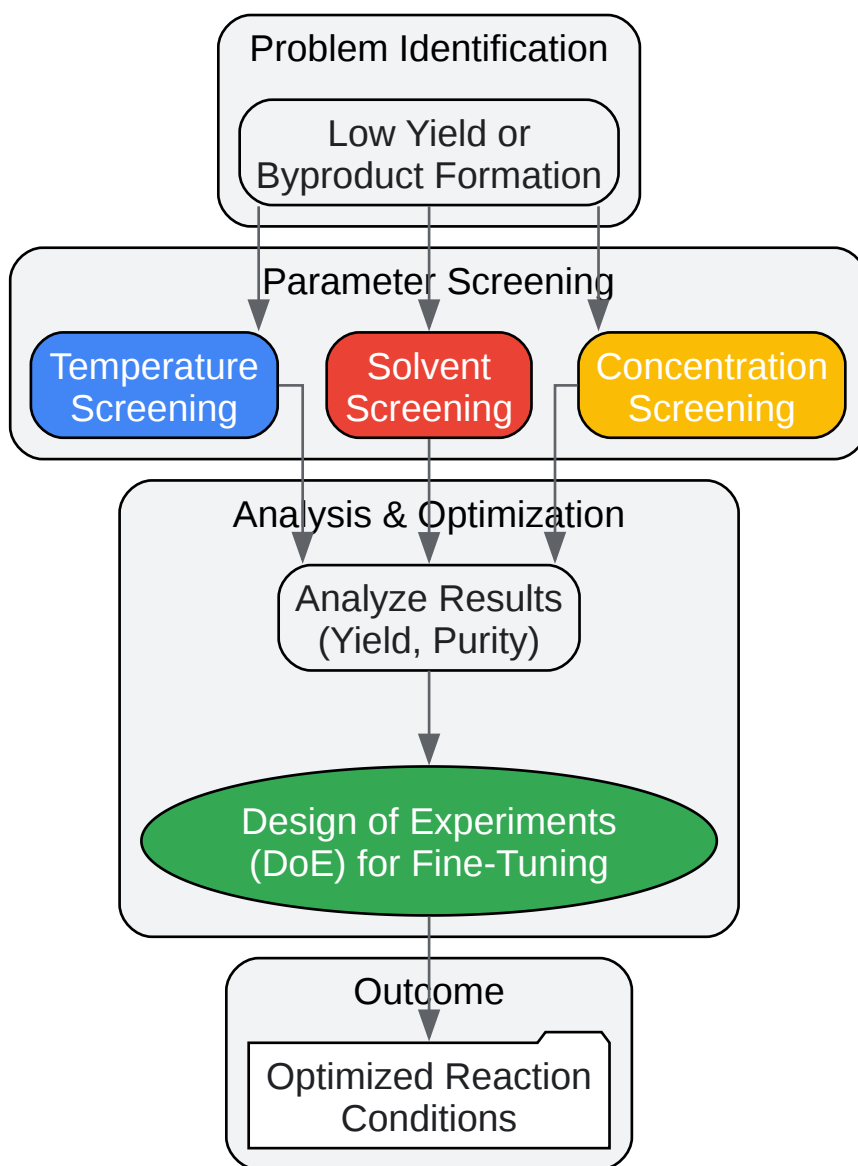 Problem Identification
Low Yield or
Byproduct Formation
Parameter Screening
Temperature
Screening
Solvent
Screening
Concentration
Screening
Analysis & Optimization
Analyze Results
(Yield, Purity)
Design of Experiments
(DoE) for Fine-Tuning
Outcome
Optimized Reaction
Conditions